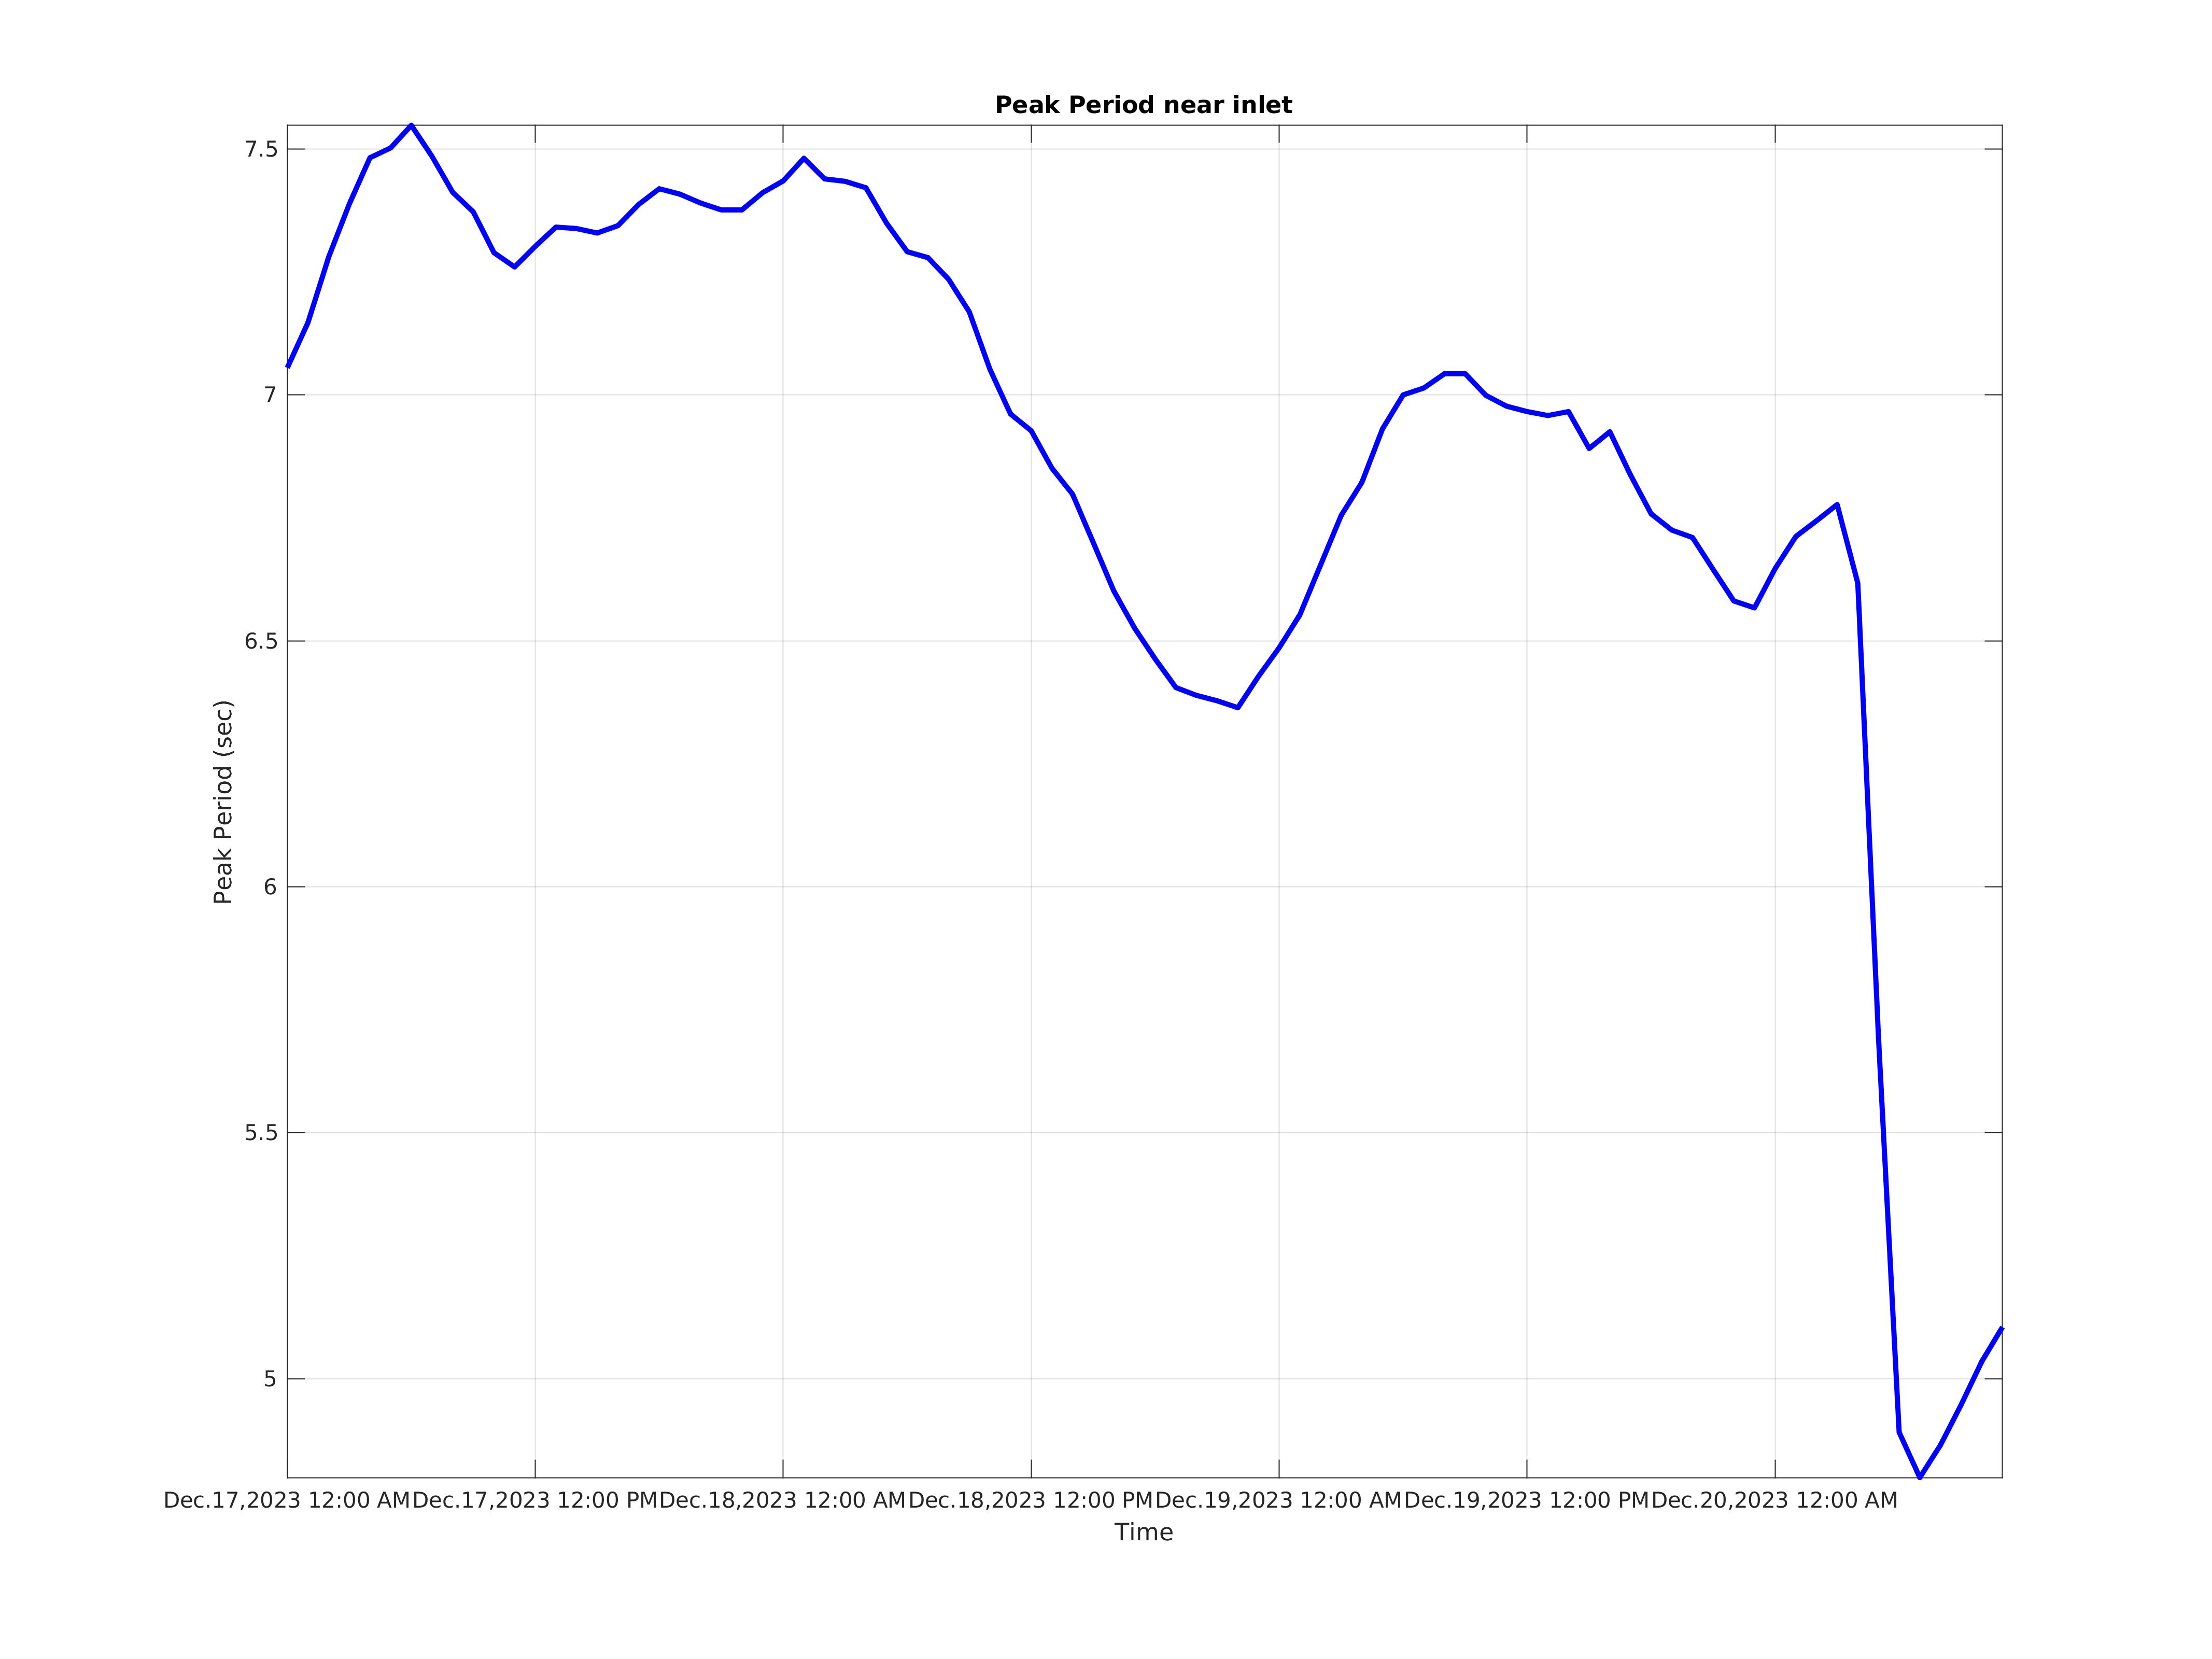 Peak Period near inlet
7.5
7
6.5
6
5.5
5
Peak Period (sec)
Dec.17,2023 12:00 AM Dec.17,2023 12:00 PM Dec.18,2023 12:00 AM Dec.18,2023 12:00 PM Dec.19,2023 12:00 AM Dec.19,2023 12:00 PM Dec.20,2023 12:00 AM
Time